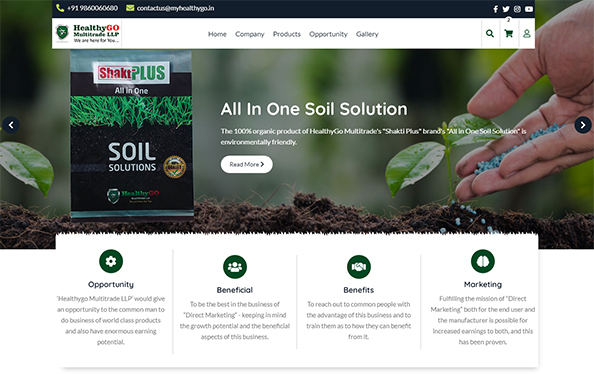 +91 9860060680 contactus@myhealthygo.in
2
HealthyGO
Multitrade LLP
We are here for You...
Home Company Products Opportunity Gallery
Shakti PLUS
All in One
SOIL
SOLUTIONS
HealthyGO
All In One Soil Solution
The 100% organic product of HealthyGo Multitrade's "Shakti Plus" brand's "All in One Soil Solution" is
environmentally friendly.
Read More
Opportunity
'Healthygo Multitrade LLP' would give
an opportunity to the common man to
do business of world class products
and also have enormous earning
potential.
Beneficial
To be the best in the business of
"Direct Marketing" - keeping in mind
the growth potential and the beneficial
aspects of this business.
Benefits
To reach out to common people with
the advantage of this business and to
train them as to how they can benefit
from it.
Marketing
Fulfilling the mission of "Direct
Marketing" both for the end user and
the manufacturer is possible for
increased earnings to both, and this
has been proven.